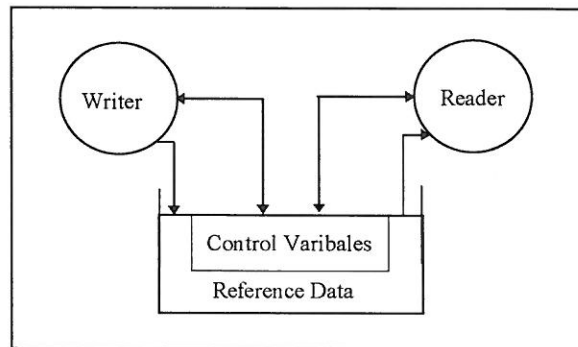 Writer
Reader
Control Varibales
Reference Data